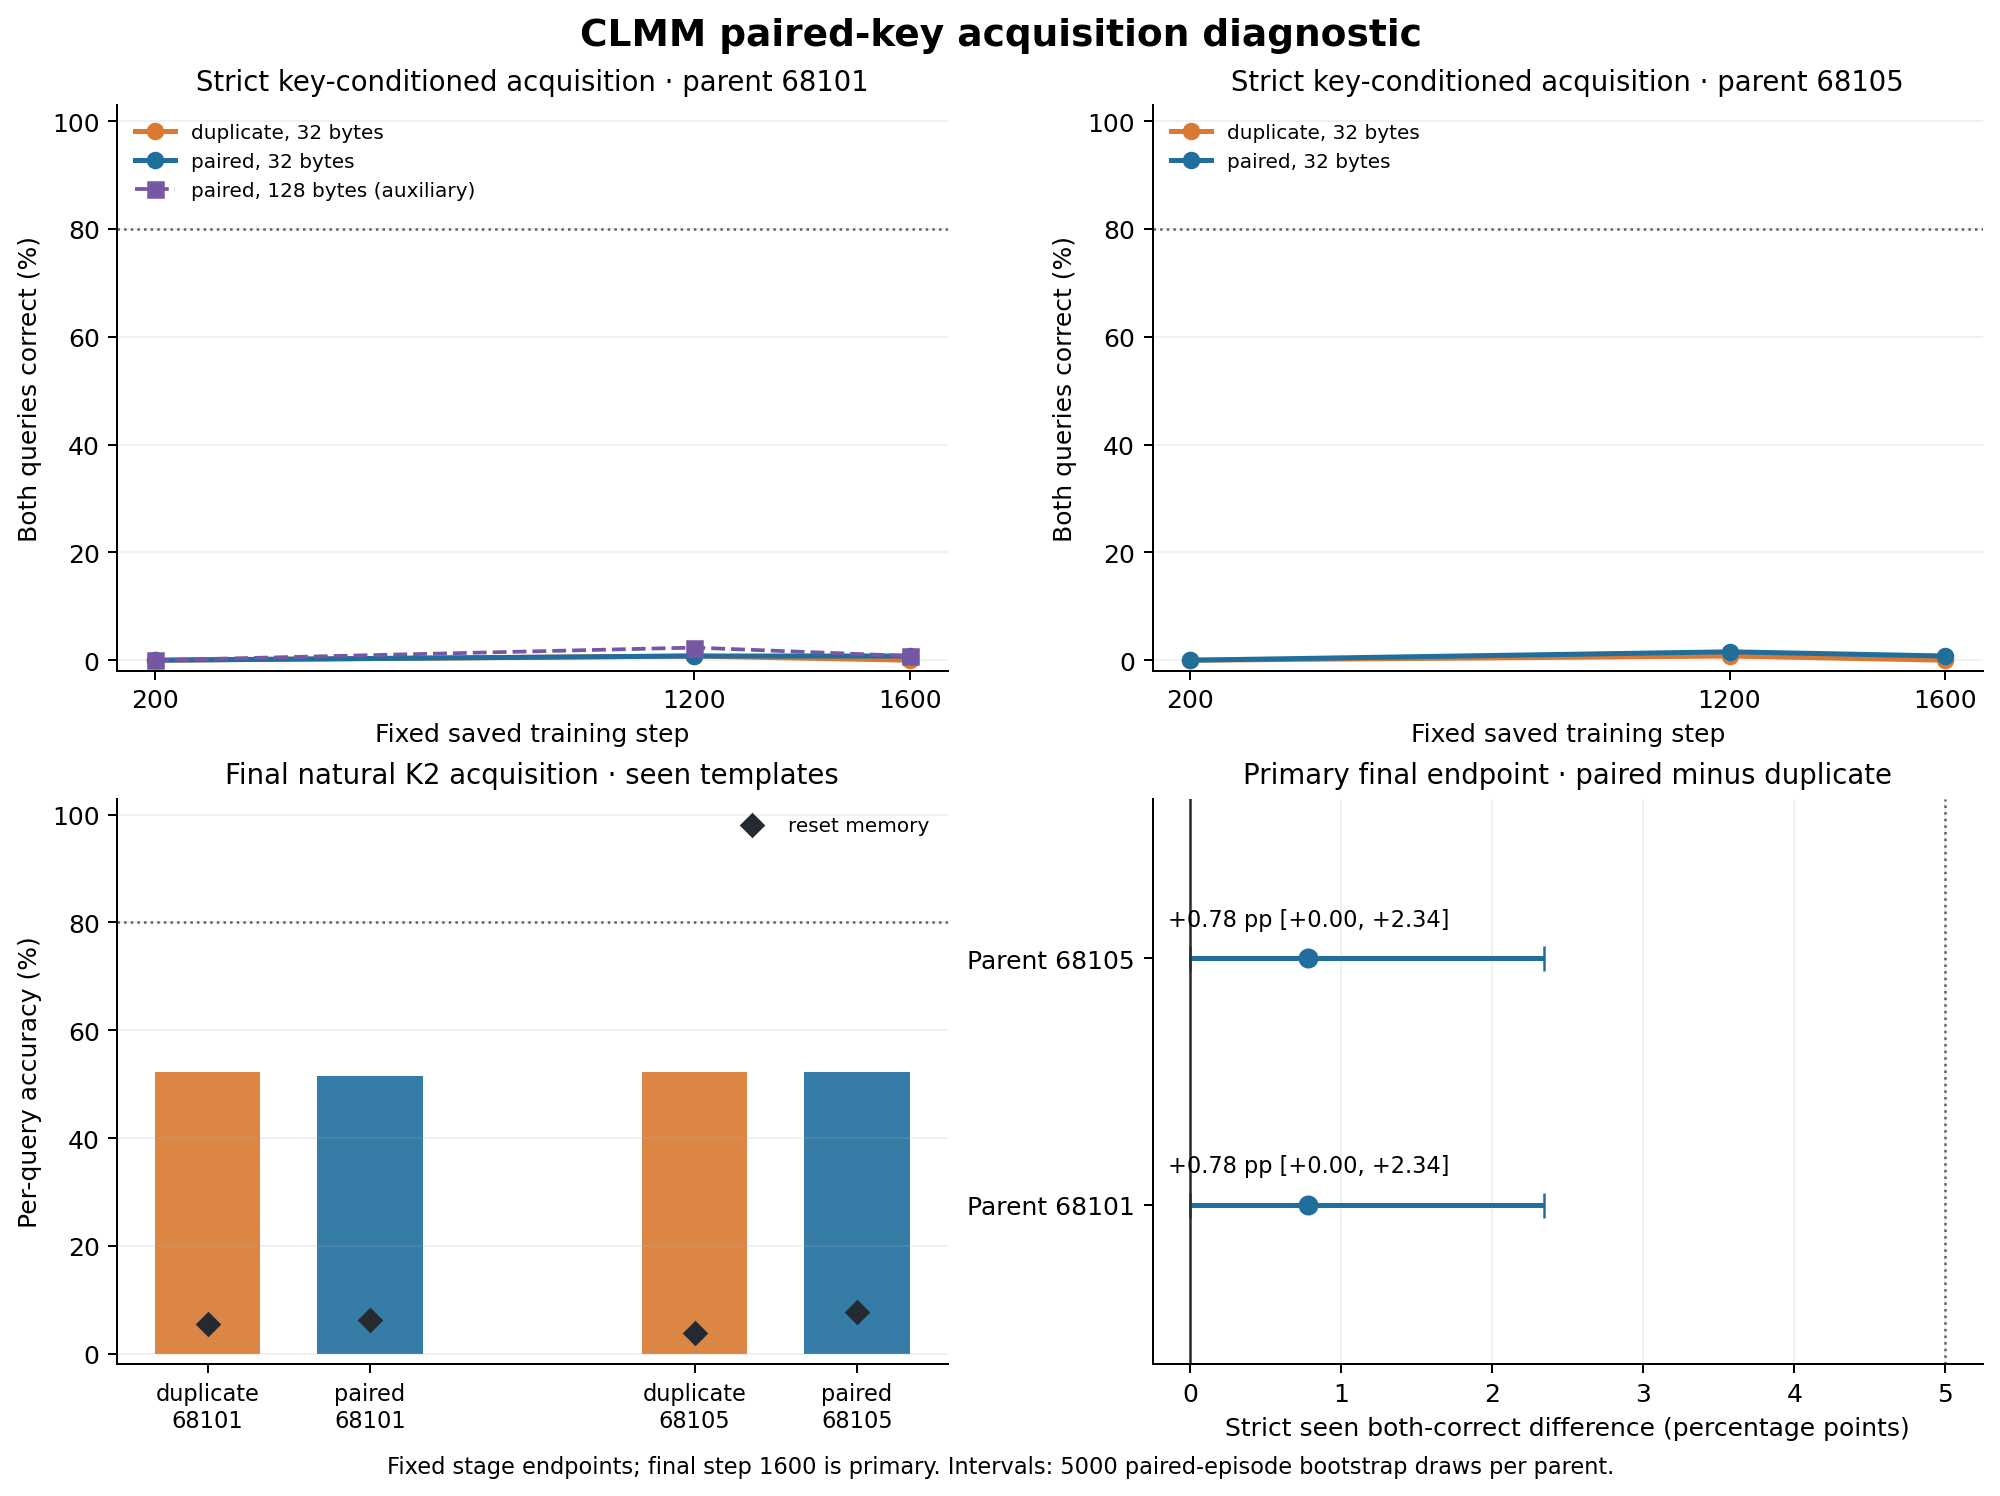 CLMM paired-key acquisition diagnostic
Strict key-conditioned acquisition · parent 68101
100
80
60
40
20
0
Both queries correct (%)
duplicate, 32 bytes
paired, 32 bytes
paired, 128 bytes (auxiliary)
200
1200
1600
Fixed saved training step
Strict key-conditioned acquisition · parent 68105
100
80
60
40
20
0
Both queries correct (%)
duplicate, 32 bytes
paired, 32 bytes
200
1200
1600
Fixed saved training step
Final natural K2 acquisition · seen templates
100
80
60
40
20
0
Per-query accuracy (%)
reset memory
duplicate
68101
paired
68101
duplicate
68105
paired
68105
Primary final endpoint · paired minus duplicate
Parent 68105
+0.78 pp [+0.00, +2.34]
Parent 68101
+0.78 pp [+0.00, +2.34]
0
1
2
3
4
5
Strict seen both-correct difference (percentage points)
Fixed stage endpoints; final step 1600 is primary. Intervals: 5000 paired-episode bootstrap draws per parent.